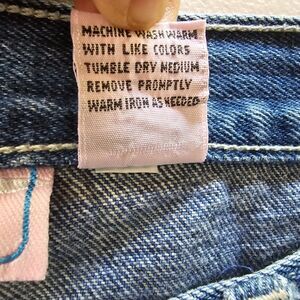 MACHINE WASH WARM
WITH LIKE COLORS
TUMBLE DRY MEDIUM
REMOVE PROMPTLY
WARM IRON AS NEEDED